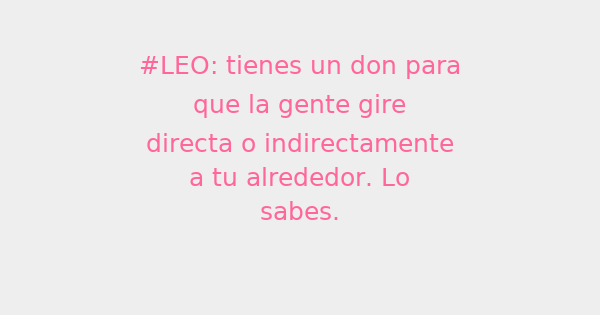 #LEO: tienes un don para
que la gente gire
directa o indirectamente
a tu alrededor. Lo
sabes.